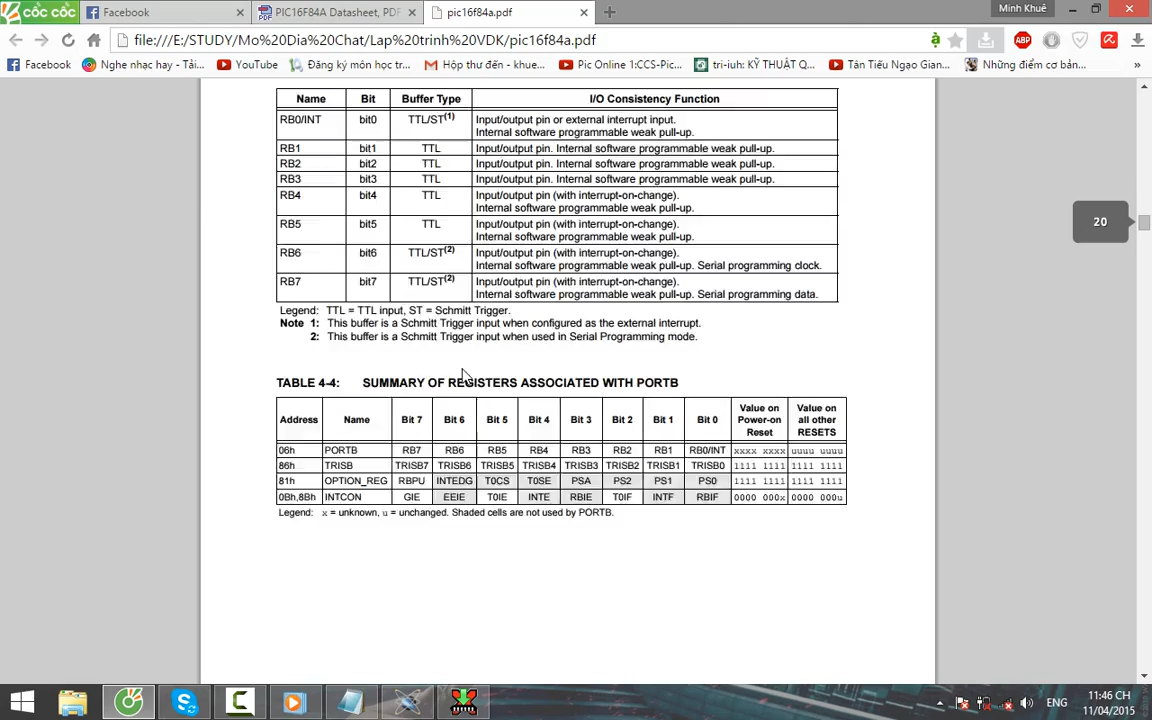 cốc cốc Facebook × PIC16F84A Datasheet, PDF × pic16f84a.pdf × Minh Khuê
file:///E:/STUDY/Mo%20Dia%20Chat/Lap%20trinh%20VDK/pic16f84a.pdf ABP
Facebook Nghe nhạc hay - Tải... YouTube Đăng ký môn học tr... Hộp thư đến - khue... Pic Online 1:CCS-Pic... tri-iuh: KỸ THUẬT Q... Tân Tiếu Ngạo Gian... Những điểm cơ bản... »
Name Bit Buffer Type I/O Consistency Function
RB0/INT bit0 TTL/ST(1) Input/output pin or external interrupt input.
Internal software programmable weak pull-up.
RB1 bit1 TTL Input/output pin. Internal software programmable weak pull-up.
RB2 bit2 TTL Input/output pin. Internal software programmable weak pull-up.
RB3 bit3 TTL Input/output pin. Internal software programmable weak pull-up.
RB4 bit4 TTL Input/output pin (with interrupt-on-change).
Internal software programmable weak pull-up.
RB5 bit5 TTL Input/output pin (with interrupt-on-change).
Internal software programmable weak pull-up.
RB6 bit6 TTL/ST(2) Input/output pin (with interrupt-on-change).
Internal software programmable weak pull-up. Serial programming clock.
RB7 bit7 TTL/ST(2) Input/output pin (with interrupt-on-change).
Internal software programmable weak pull-up. Serial programming data.
20
Legend: TTL = TTL input, ST = Schmitt Trigger.
Note 1: This buffer is a Schmitt Trigger input when configured as the external interrupt.
2: This buffer is a Schmitt Trigger input when used in Serial Programming mode.
TABLE 4-4: SUMMARY OF REGISTERS ASSOCIATED WITH PORTB
Address Name Bit 7 Bit 6 Bit 5 Bit 4 Bit 3 Bit 2 Bit 1 Bit 0 Value on Power-on Reset Value on all other RESETS
06h PORTB RB7 RB6 RB5 RB4 RB3 RB2 RB1 RB0/INT xxxx xxxx uuuu uuuu
86h TRISB TRISB7 TRISB6 TRISB5 TRISB4 TRISB3 TRISB2 TRISB1 TRISB0 1111 1111 1111 1111
81h OPTION_REG RBPU INTEDG T0CS T0SE PSA PS2 PS1 PS0 1111 1111 1111 1111
0Bh,8Bh INTCON GIE EEIE T0IE INTE RBIE T0IF INTF RBIF 0000 000x 0000 000u
Legend: x = unknown, u = unchanged. Shaded cells are not used by PORTB.
ENG 11:46 CH
11/04/2015